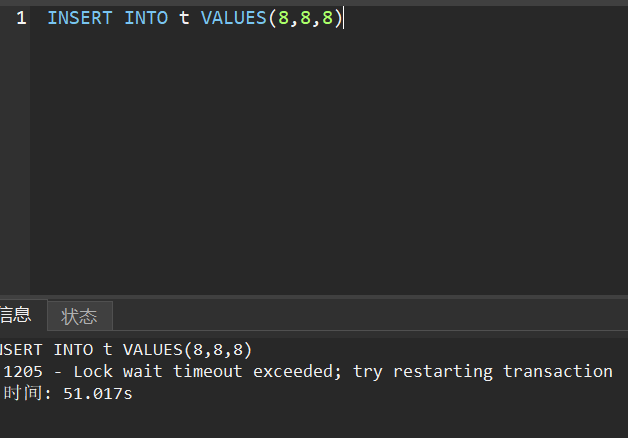 1 INSERT INTO t VALUES(8,8,8)
信息 状态
NSERT INTO t VALUES(8,8,8)
1205 - Lock wait timeout exceeded; try restarting transaction
时间: 51.017s